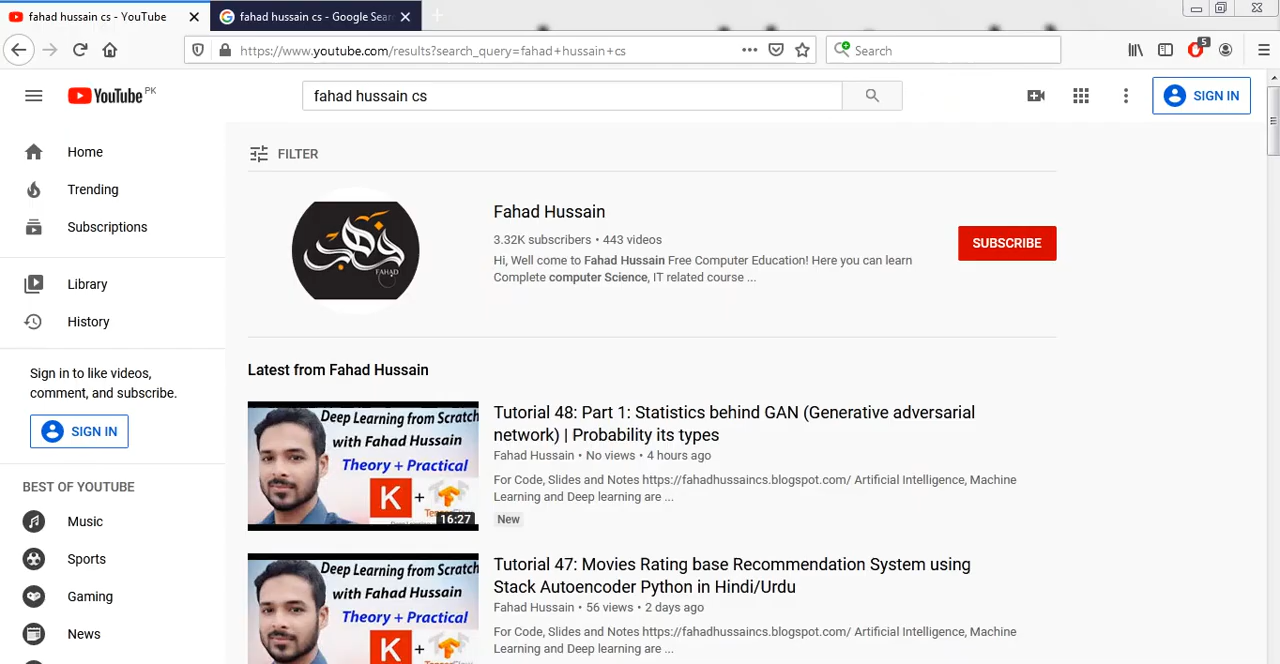 fahad hussain cs - YouTube
fahad hussain cs - Google Sear
https://www.youtube.com/results?search_query=fahad+hussain+cs
Search
5
YouTube PK
fahad hussain cs
SIGN IN
Home
Trending
Subscriptions
Library
History
Sign in to like videos,
comment, and subscribe.
SIGN IN
BEST OF YOUTUBE
Music
Sports
Gaming
News
FILTER
فهد
FAHAD
Fahad Hussain
3.32K subscribers • 443 videos
Hi, Well come to Fahad Hussain Free Computer Education! Here you can learn
Complete computer Science, IT related course ...
SUBSCRIBE
Latest from Fahad Hussain
Deep Learning from Scratch
with Fahad Hussain
Theory + Practical
K +
16:27
Tutorial 48: Part 1: Statistics behind GAN (Generative adversarial
network) | Probability its types
Fahad Hussain • No views • 4 hours ago
For Code, Slides and Notes https://fahadhussaincs.blogspot.com/ Artificial Intelligence, Machine
Learning and Deep learning are ...
New
Deep Learning from Scratch
with Fahad Hussain
Theory + Practical
K +
Tutorial 47: Movies Rating base Recommendation System using
Stack Autoencoder Python in Hindi/Urdu
Fahad Hussain • 56 views • 2 days ago
For Code, Slides and Notes https://fahadhussaincs.blogspot.com/ Artificial Intelligence, Machine
Learning and Deep learning are ...